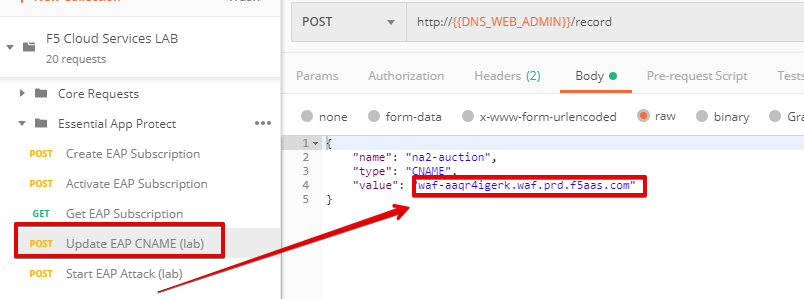 New Collection
Trash
F5 Cloud Services LAB
20 requests
Core Requests
Essential App Protect
POST Create EAP Subscription
POST Activate EAP Subscription
GET Get EAP Subscription
POST Update EAP CNAME (lab)
POST Start EAP Attack (lab)
POST http://{{DNS_WEB_ADMIN}}/record
Params Authorization Headers (2) Body Pre-request Script Tests
none form-data x-www-form-urlencoded raw binary Gra
1 {
2 "name": "na2-auction",
3 "type": "CNAME",
4 "value": "waf-aaqr4igerk.waf.prd.f5aas.com"
5 }